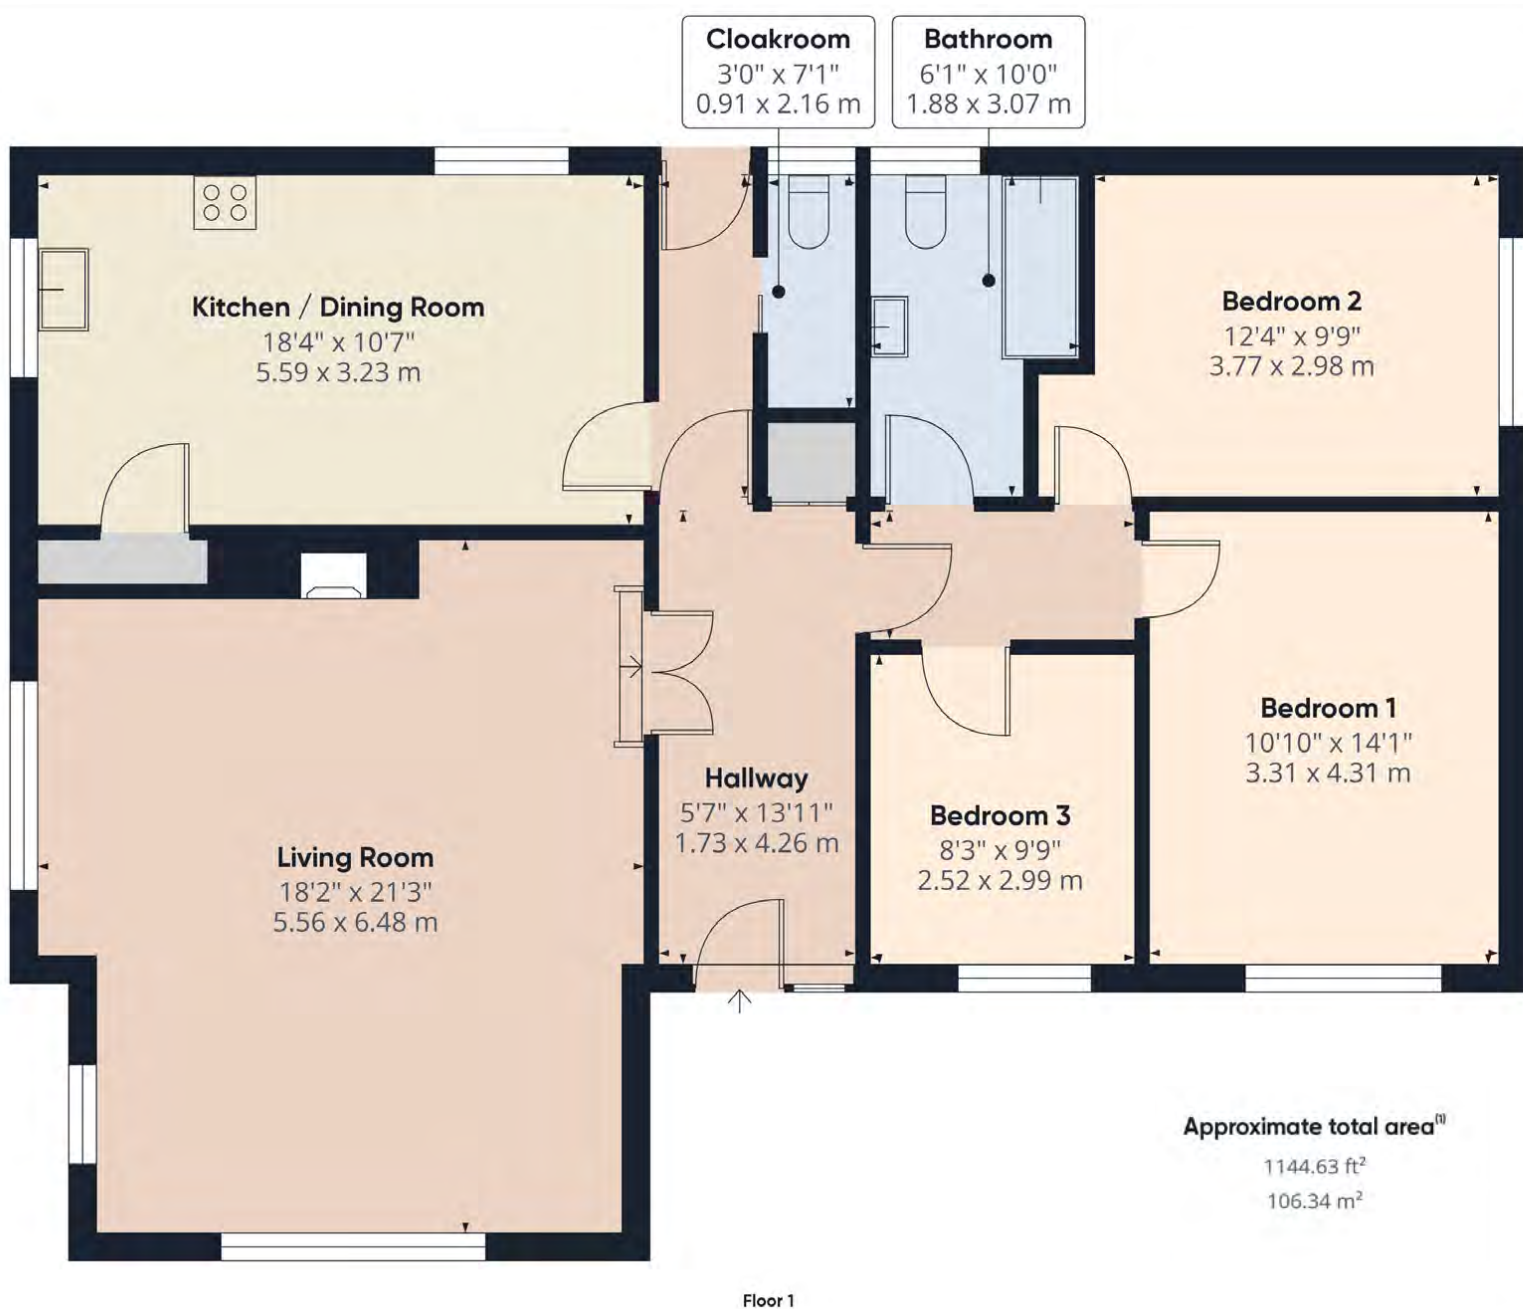 Cloakroom
3'0" x 7'1"
0.91 x 2.16 m
Bathroom
6'1" x 10'0"
1.88 x 3.07 m
Kitchen / Dining Room
18'4" x 10'7"
5.59 x 3.23 m
Bedroom 2
12'4" x 9'9"
3.77 x 2.98 m
Bedroom 1
10'10" x 14'1"
3.31 x 4.31 m
Hallway
5'7" x 13'11"
1.73 x 4.26 m
Bedroom 3
8'3" x 9'9"
2.52 x 2.99 m
Living Room
18'2" x 21'3"
5.56 x 6.48 m
Approximate total area⁽¹⁾
1144.63 ft²
106.34 m²
Floor 1